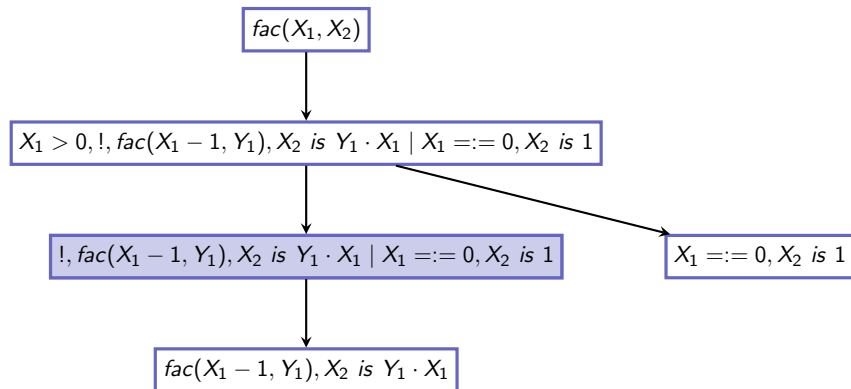 fac(X₁, X₂)
X₁ > 0, !, fac(X₁ − 1, Y₁), X₂ is Y₁ · X₁ | X₁ =:= 0, X₂ is 1
!, fac(X₁ − 1, Y₁), X₂ is Y₁ · X₁ | X₁ =:= 0, X₂ is 1
X₁ =:= 0, X₂ is 1
fac(X₁ − 1, Y₁), X₂ is Y₁ · X₁